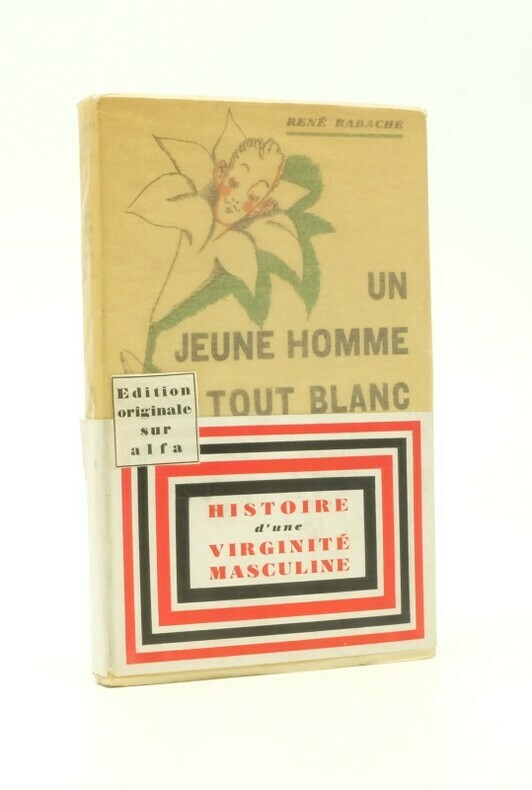 RENÉ RABACHE
UN
JEUNE HOMME
TOUT BLANC
Edition
originale
sur
alfa
HISTOIRE
d'une
VIRGINITÉ
MASCULINE